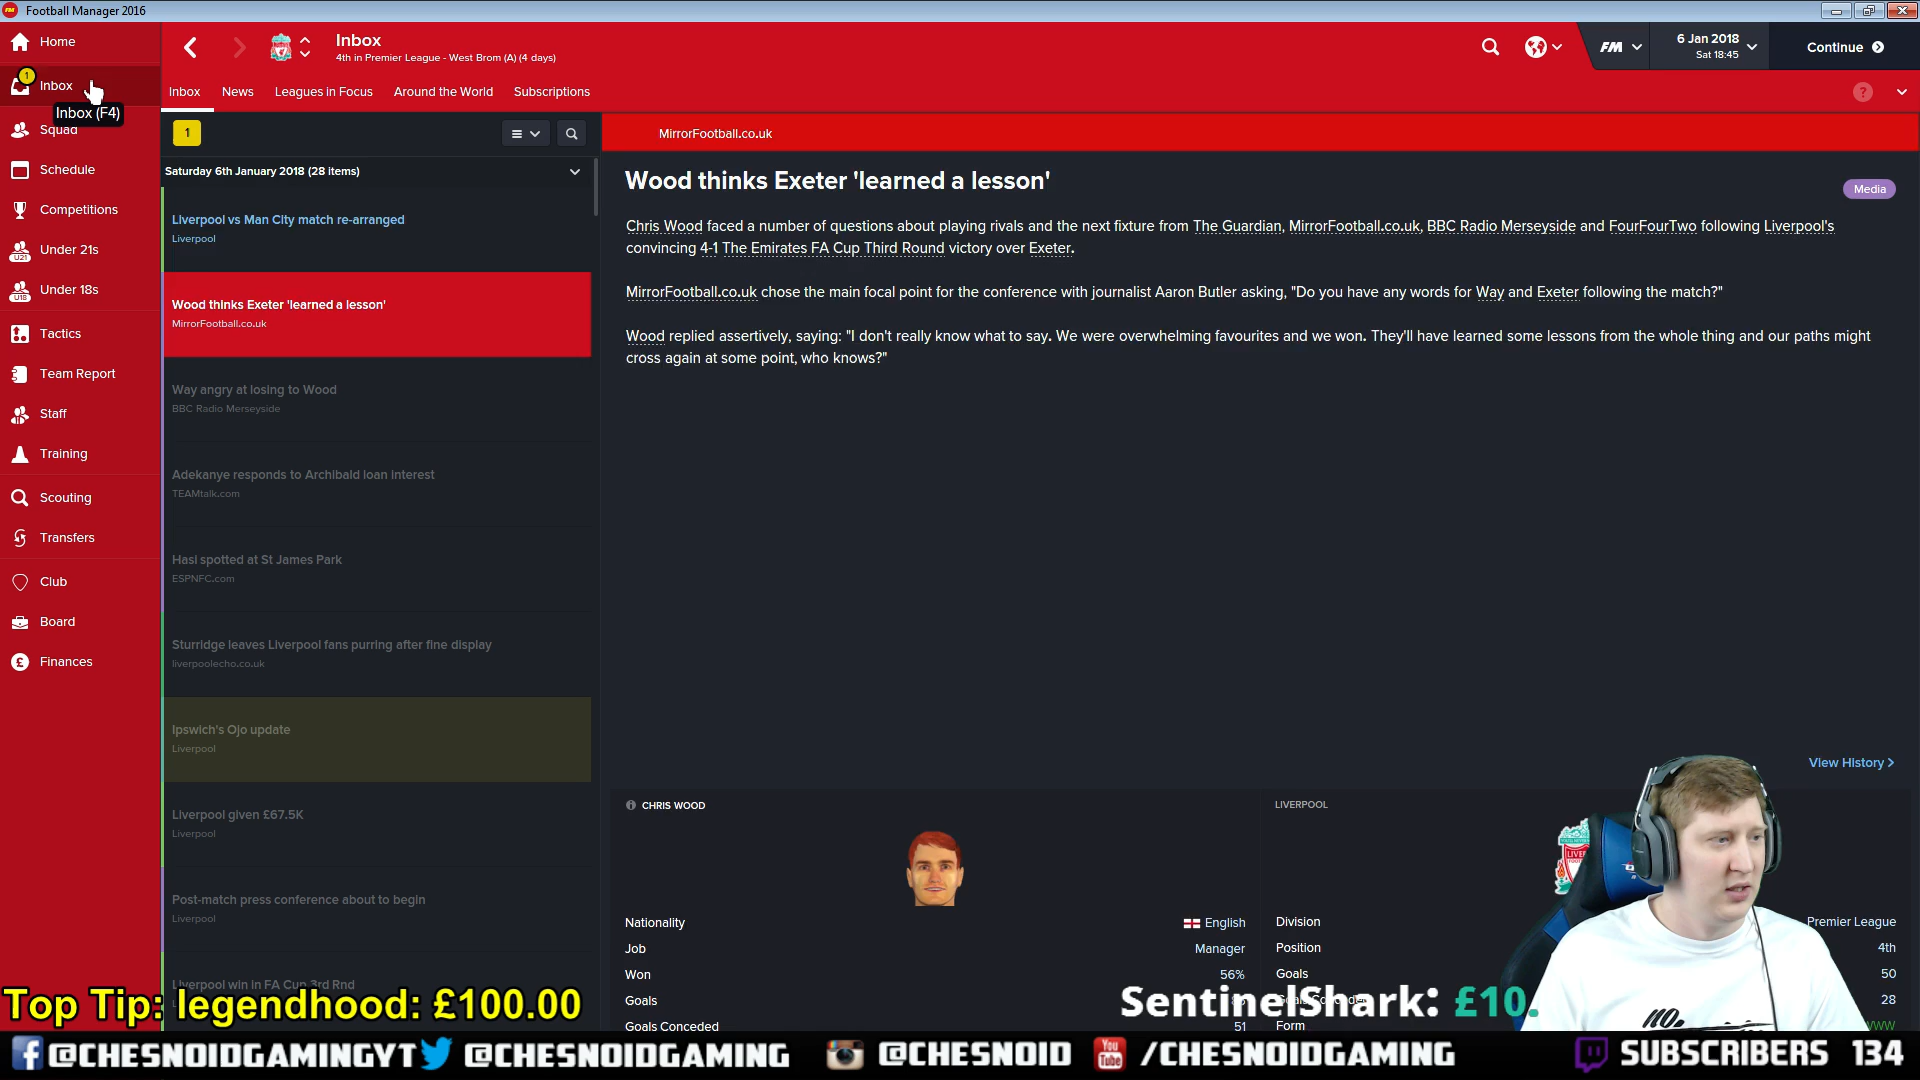 Football Manager 2016
Home
1
Inbox
Inbox (F4)
Squad
Schedule
Competitions
Under 21s
Under 18s
Tactics
Team Report
Staff
Training
Scouting
Transfers
Club
Board
Finances
Inbox
4th in Premier League - West Brom (A) (4 days)
FM
6 Jan 2018
Sat 18:45
Continue
Inbox News Leagues in Focus Around the World Subscriptions
?
1
Saturday 6th January 2018 (28 items)
Liverpool vs Man City match re-arranged
Liverpool
Wood thinks Exeter 'learned a lesson'
MirrorFootball.co.uk
Way angry at losing to Wood
BBC Radio Merseyside
Adekanye responds to Archibald loan interest
TEAMtalk.com
Hasi spotted at St James Park
ESPNFC.com
Sturridge leaves Liverpool fans purring after fine display
liverpoolecho.co.uk
Ipswich's Ojo update
Liverpool
Liverpool given £67.5K
Liverpool
Post-match press conference about to begin
Liverpool
Liverpool win in FA Cup 3rd Rnd
MirrorFootball.co.uk
Wood thinks Exeter 'learned a lesson'
Media
Chris Wood faced a number of questions about playing rivals and the next fixture from The Guardian, MirrorFootball.co.uk, BBC Radio Merseyside and FourFourTwo following Liverpool's
convincing 4-1 The Emirates FA Cup Third Round victory over Exeter.
MirrorFootball.co.uk chose the main focal point for the conference with journalist Aaron Butler asking, "Do you have any words for Way and Exeter following the match?"
Wood replied assertively, saying: "I don't really know what to say. We were overwhelming favourites and we won. They'll have learned some lessons from the whole thing and our paths might
cross again at some point, who knows?"
View History >
CHRIS WOOD
Nationality English
Job Manager
Won 56%
Goals
Goals Conceded 51
LIVERPOOL
Division Premier League
Position 4th
Goals 50
Goals Conceded 28
Form WWW
NO.
Top Tip: legendhood: £100.00
SentinelShark: £10.
@CHESNOIDGAMINGYT @CHESNOIDGAMING @CHESNOID You Tube /CHESNOIDGAMING SUBSCRIBERS 134